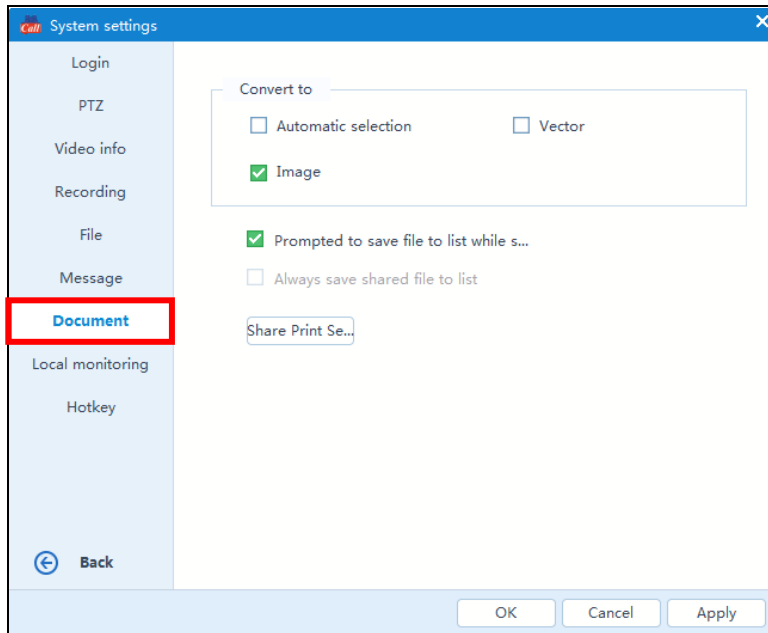 Call System settings
Login
PTZ
Video info
Recording
File
Message
Document
Local monitoring
Hotkey
Back
Convert to
Automatic selection Vector
Image
Prompted to save file to list while s...
Always save shared file to list
Share Print Se...
OK Cancel Apply